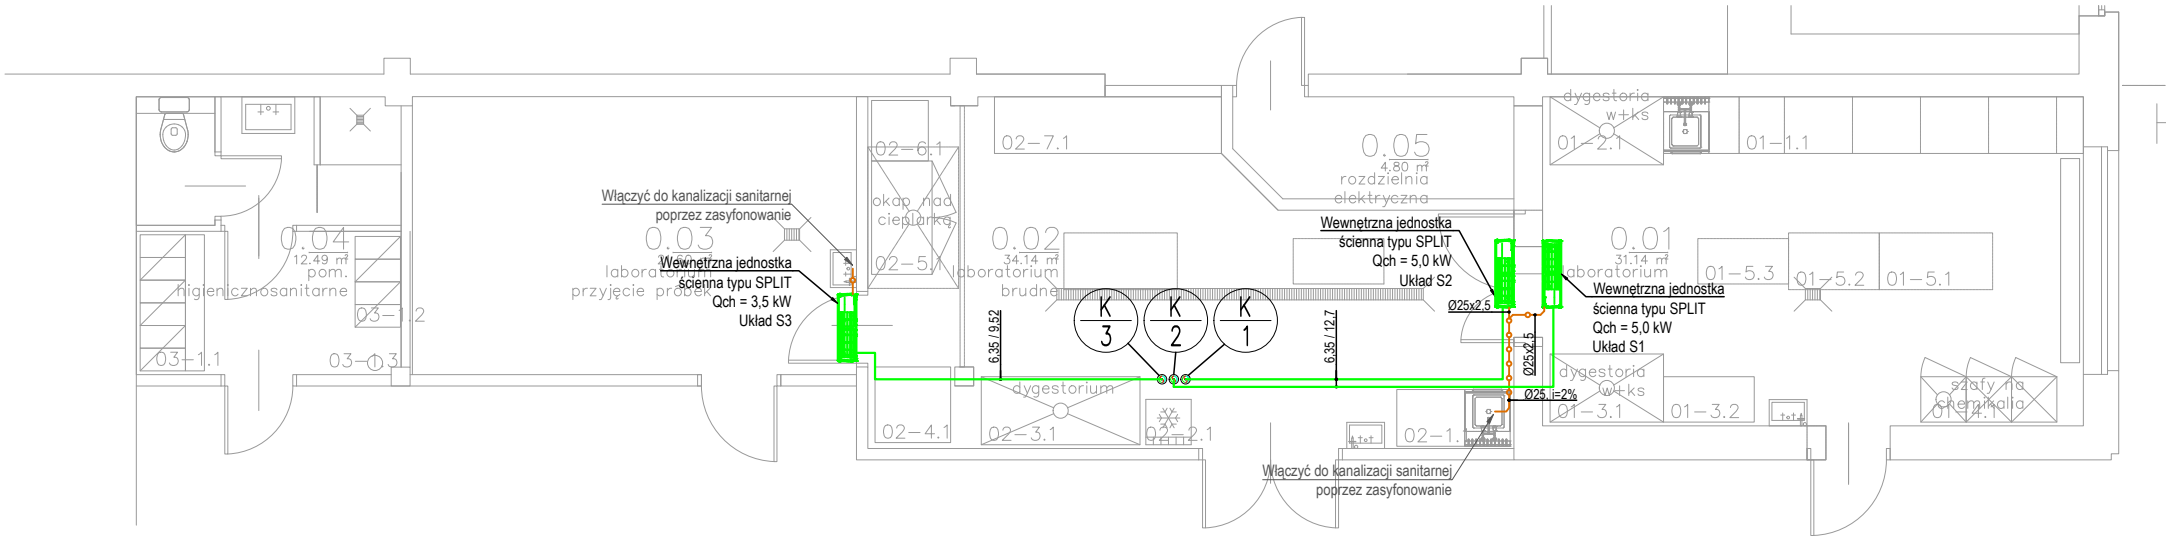 0.04
12.49 m²
pom.
higienicznosanitarne
03-1.1
03-1.2
03-1.3
Włączyć do kanalizacji sanitarnej
poprzez zasyfonowanie
0.03
laboratorium
przyjęcie próbek
Wewnętrzna jednostka
ścienna typu SPLIT
Qch = 3,5 kW
Układ S3
02-6.1
okap nad
cieplarką
02-5.1
02-4.1
02-7.1
0.02
34.14 m²
laboratorium
brudne
6,35 / 9,52
K
3
K
2
K
1
6,35 / 12,7
dygestorium
02-3.1
02-2.1
02-1.
0.05
4.80 m²
rozdzielnia
elektryczna
Wewnętrzna jednostka
ścienna typu SPLIT
Qch = 5,0 kW
Układ S2
Ø25x2,5
Ø25x2,5
Ø25, i=2%
Włączyć do kanalizacji sanitarnej
poprzez zasyfonowanie
dygestoria
w+ks
01-2.1
01-1.1
0.01
31.14 m²
laboratorium
01-5.3
01-5.2
01-5.1
Wewnętrzna jednostka
ścienna typu SPLIT
Qch = 5,0 kW
Układ S1
dygestoria
w+ks
01-3.1
01-3.2
szafy na
chemikalia
01-4.1